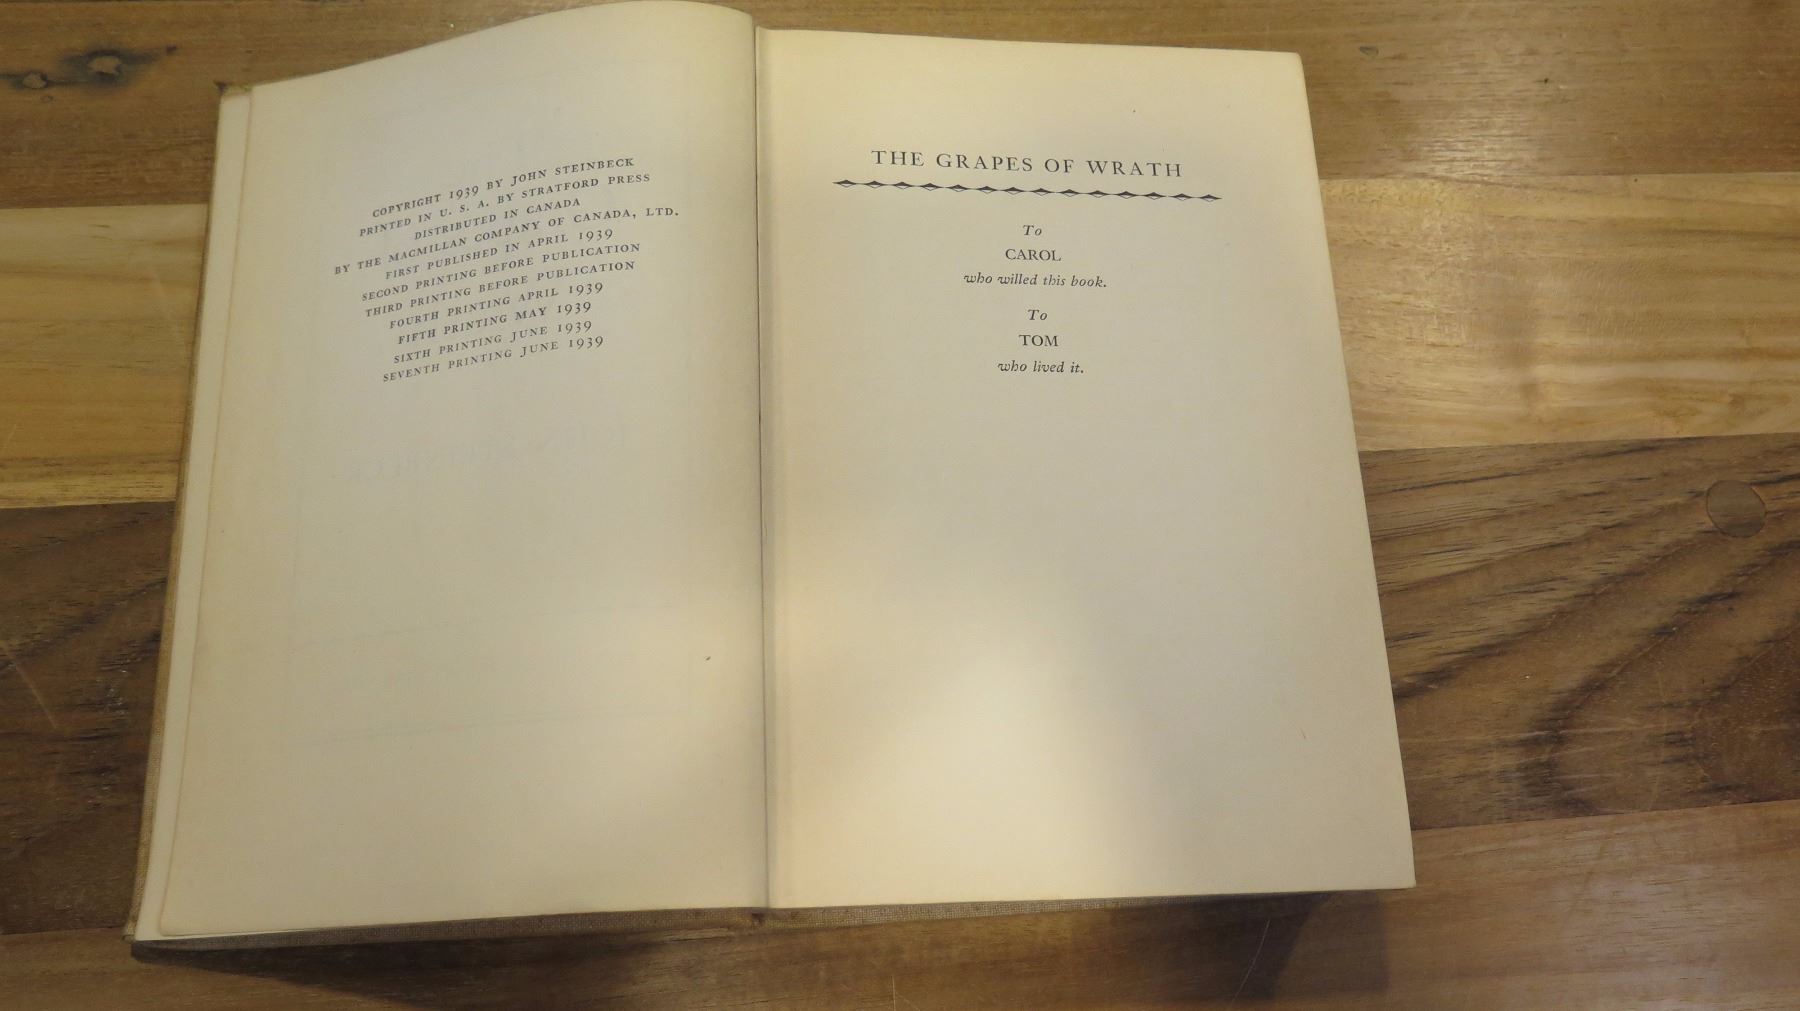 COPYRIGHT 1939 BY JOHN STEINBECK
PRINTED IN U. S. A. BY STRATFORD PRESS
DISTRIBUTED IN CANADA
BY THE MACMILLAN COMPANY OF CANADA, LTD.
FIRST PUBLISHED IN APRIL 1939
SECOND PRINTING BEFORE PUBLICATION
THIRD PRINTING BEFORE PUBLICATION
FOURTH PRINTING APRIL 1939
FIFTH PRINTING MAY 1939
SIXTH PRINTING JUNE 1939
SEVENTH PRINTING JUNE 1939
THE GRAPES OF WRATH
To
CAROL
who willed this book.
To
TOM
who lived it.